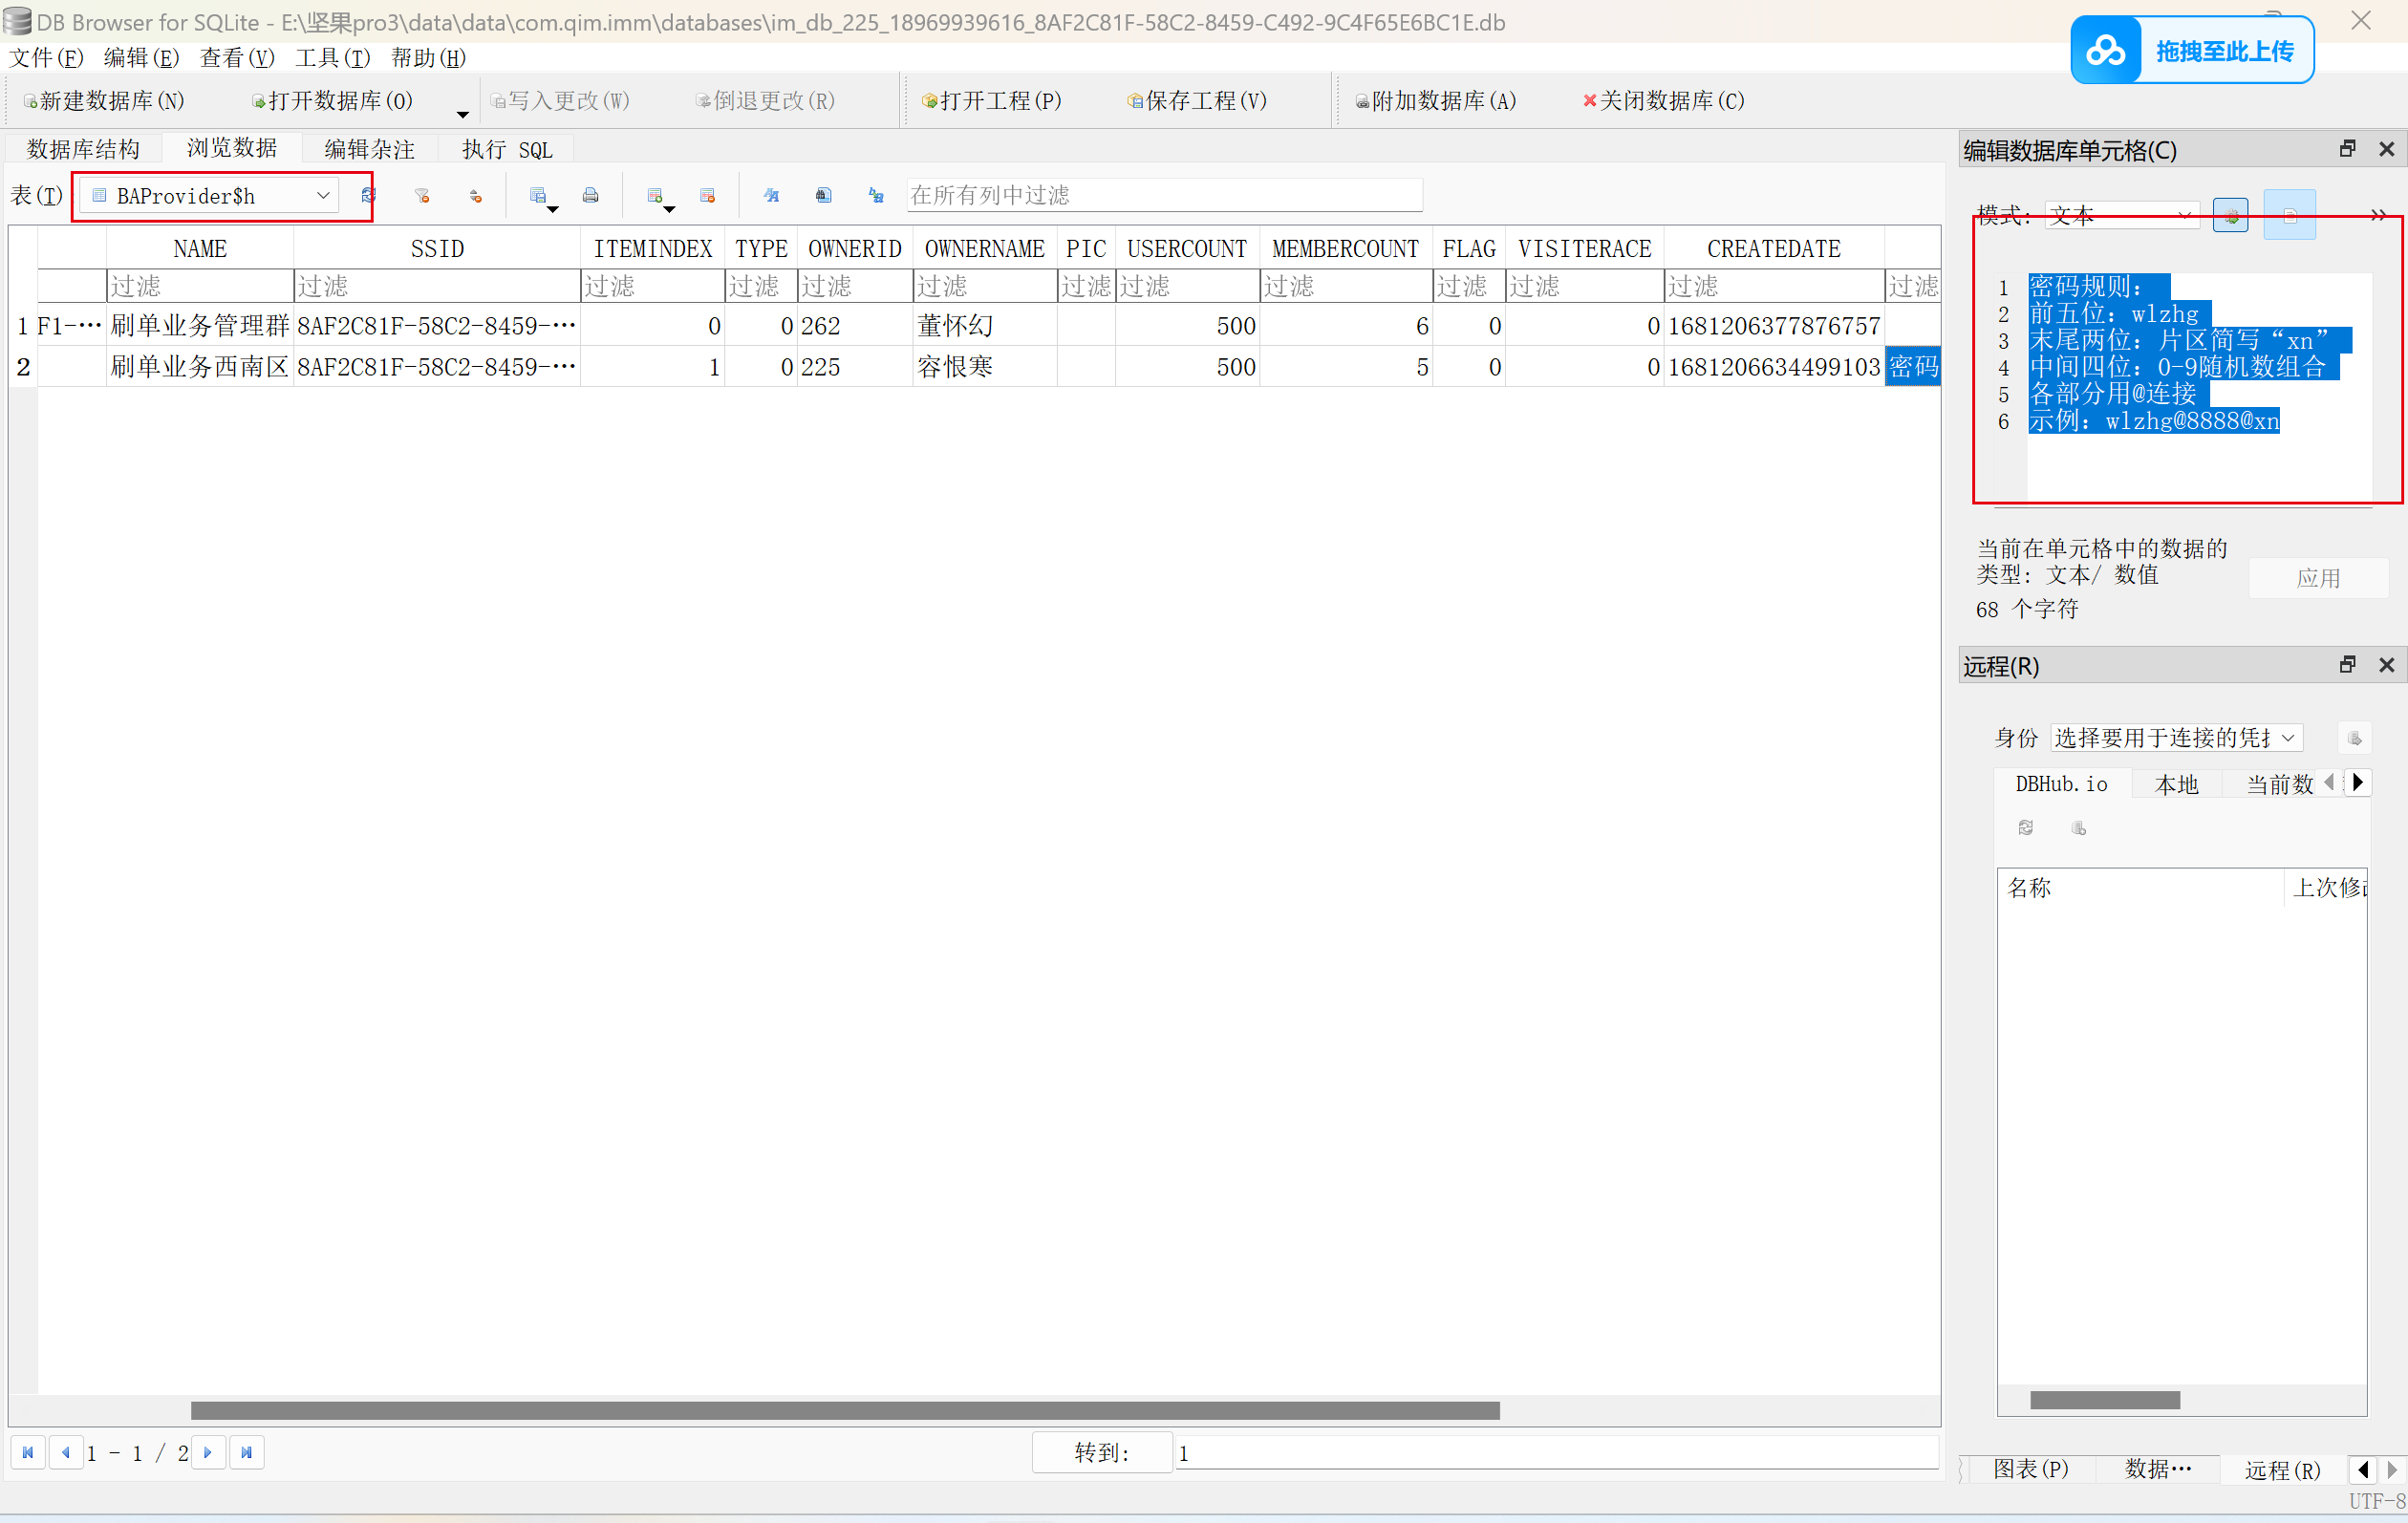 DB Browser for SQLite - E:\坚果pro3\data\data\com.qim.imm\databases\im_db_225_18969939616_8AF2C81F-58C2-8459-C492-9C4F65E6BC1E.db
拖拽至此上传
文件(F) 编辑(E) 查看(V) 工具(T) 帮助(H)
新建数据库(N) 打开数据库(O) 写入更改(W) 倒退更改(R) 打开工程(P) 保存工程(V) 附加数据库(A) 关闭数据库(C)
数据库结构 浏览数据 编辑杂注 执行 SQL
表(T) BAProvider$h 在所有列中过滤
NAME SSID ITEMINDEX TYPE OWNERID OWNERNAME PIC USERCOUNT MEMBERCOUNT FLAG VISITERACE CREATEDATE
过滤 过滤 过滤 过滤 过滤 过滤 过滤 过滤 过滤 过滤 过滤 过滤 过滤
1 F1-… 刷单业务管理群 8AF2C81F-58C2-8459-… 0 0 262 董怀幻 500 6 0 0 1681206377876757
2 刷单业务西南区 8AF2C81F-58C2-8459-… 1 0 225 容恨寒 500 5 0 0 1681206634499103 密码
1 - 1 / 2 转到: 1
编辑数据库单元格(C)
模式: 文本
1 密码规则：
2 前五位：wlzhg
3 末尾两位：片区简写“xn”
4 中间四位：0-9随机数组合
5 各部分用@连接
6 示例：wlzhg@8888@xn
当前在单元格中的数据的
类型: 文本/ 数值
应用
68 个字符
远程(R)
身份 选择要用于连接的凭
DBHub.io 本地 当前数
名称 上次修
图表(P) 数据… 远程(R)
UTF-8